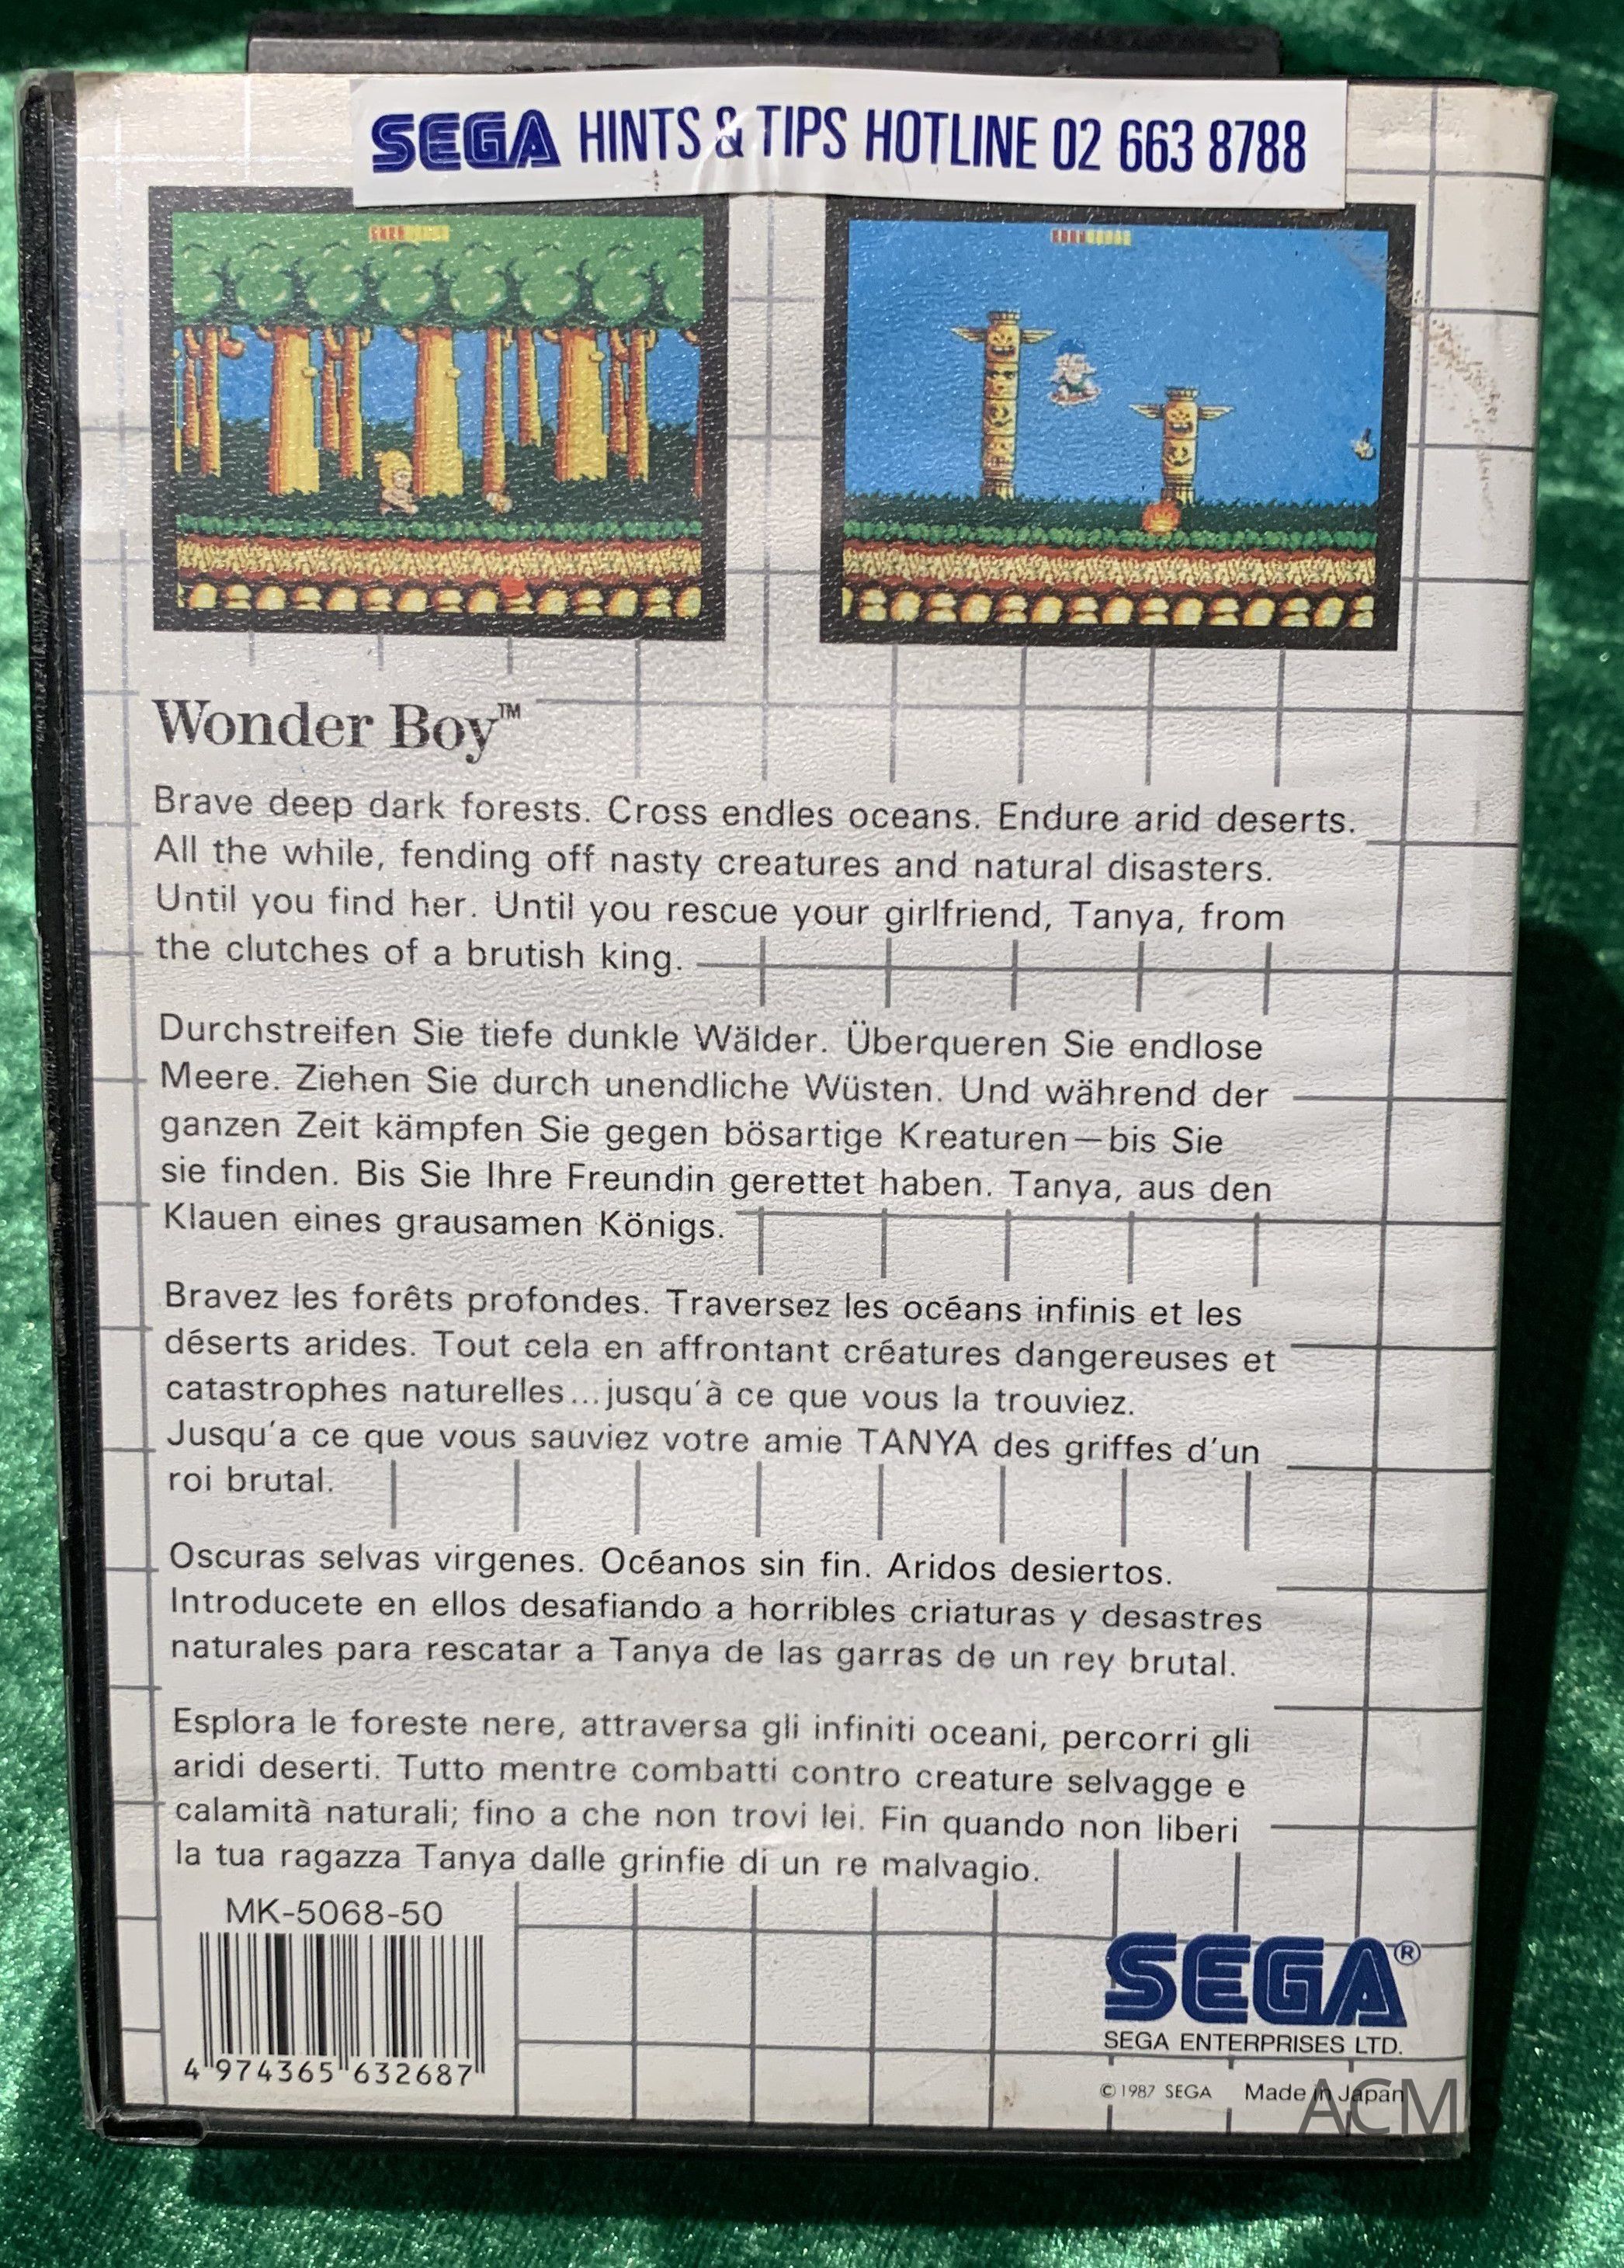 SEGA HINTS & TIPS HOTLINE 02 663 8788
Wonder Boy™
Brave deep dark forests. Cross endles oceans. Endure arid deserts.
All the while, fending off nasty creatures and natural disasters.
Until you find her. Until you rescue your girlfriend, Tanya, from
the clutches of a brutish king.
Durchstreifen Sie tiefe dunkle Wälder. Überqueren Sie endlose
Meere. Ziehen Sie durch unendliche Wüsten. Und während der
ganzen Zeit kämpfen Sie gegen bösartige Kreaturen—bis Sie
sie finden. Bis Sie Ihre Freundin gerettet haben. Tanya, aus den
Klauen eines grausamen Königs.
Bravez les forêts profondes. Traversez les océans infinis et les
déserts arides. Tout cela en affrontant créatures dangereuses et
catastrophes naturelles...jusqu'à ce que vous la trouviez.
Jusqu'a ce que vous sauviez votre amie TANYA des griffes d'un
roi brutal.
Oscuras selvas virgenes. Océanos sin fin. Aridos desiertos.
Introducete en ellos desafiando a horribles criaturas y desastres
naturales para rescatar a Tanya de las garras de un rey brutal.
Esplora le foreste nere, attraversa gli infiniti oceani, percorri gli
aridi deserti. Tutto mentre combatti contro creature selvagge e
calamità naturali; fino a che non trovi lei. Fin quando non liberi
la tua ragazza Tanya dalle grinfie di un re malvagio.
MK-5068-50
4 974365 632687
SEGA®
SEGA ENTERPRISES LTD.
© 1987 SEGA Made in Japan
ACM